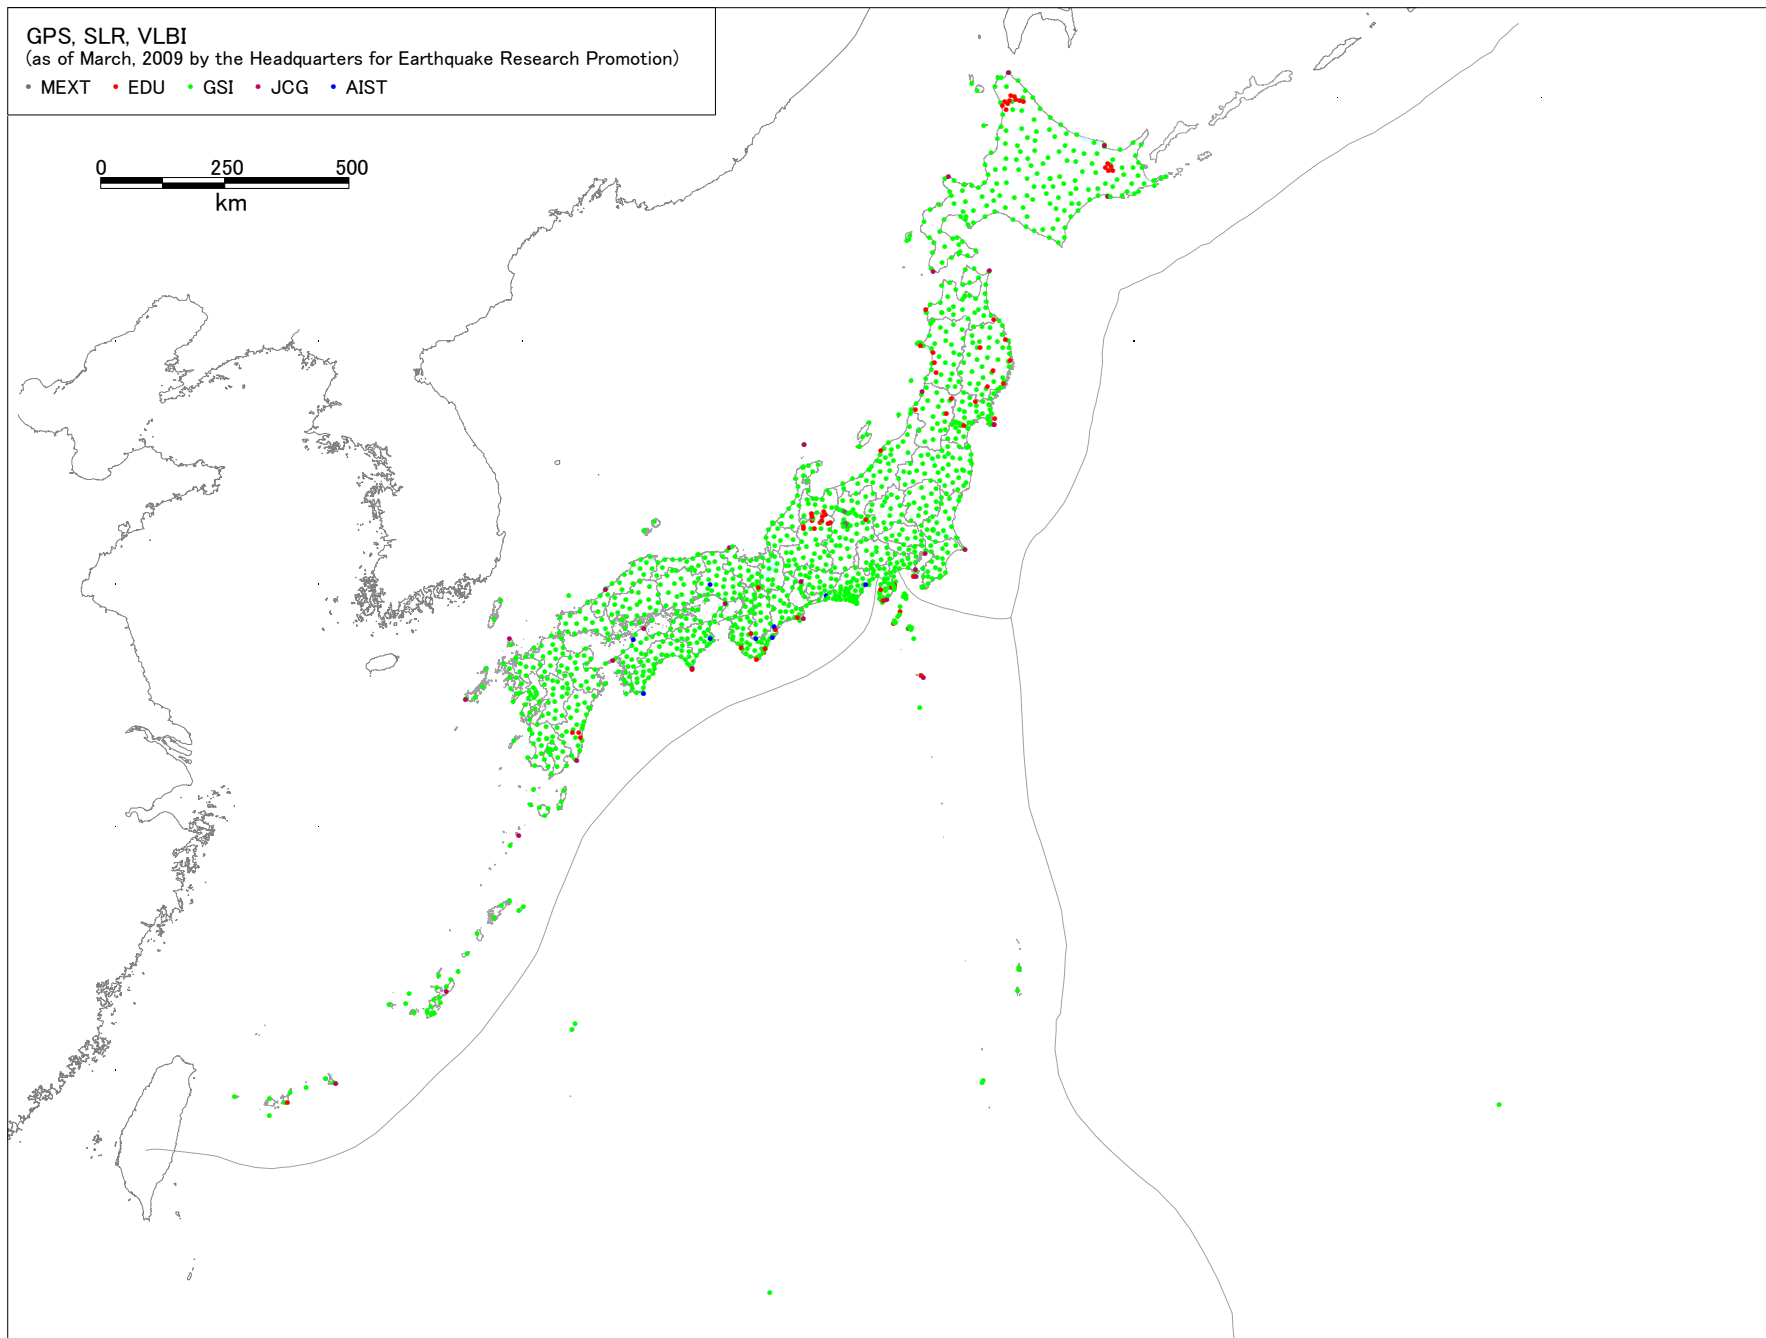 GPS, SLR, VLBI
(as of March, 2009 by the Headquarters for Earthquake Research Promotion)
MEXT EDU GSI JCG AIST
0 250 500
km